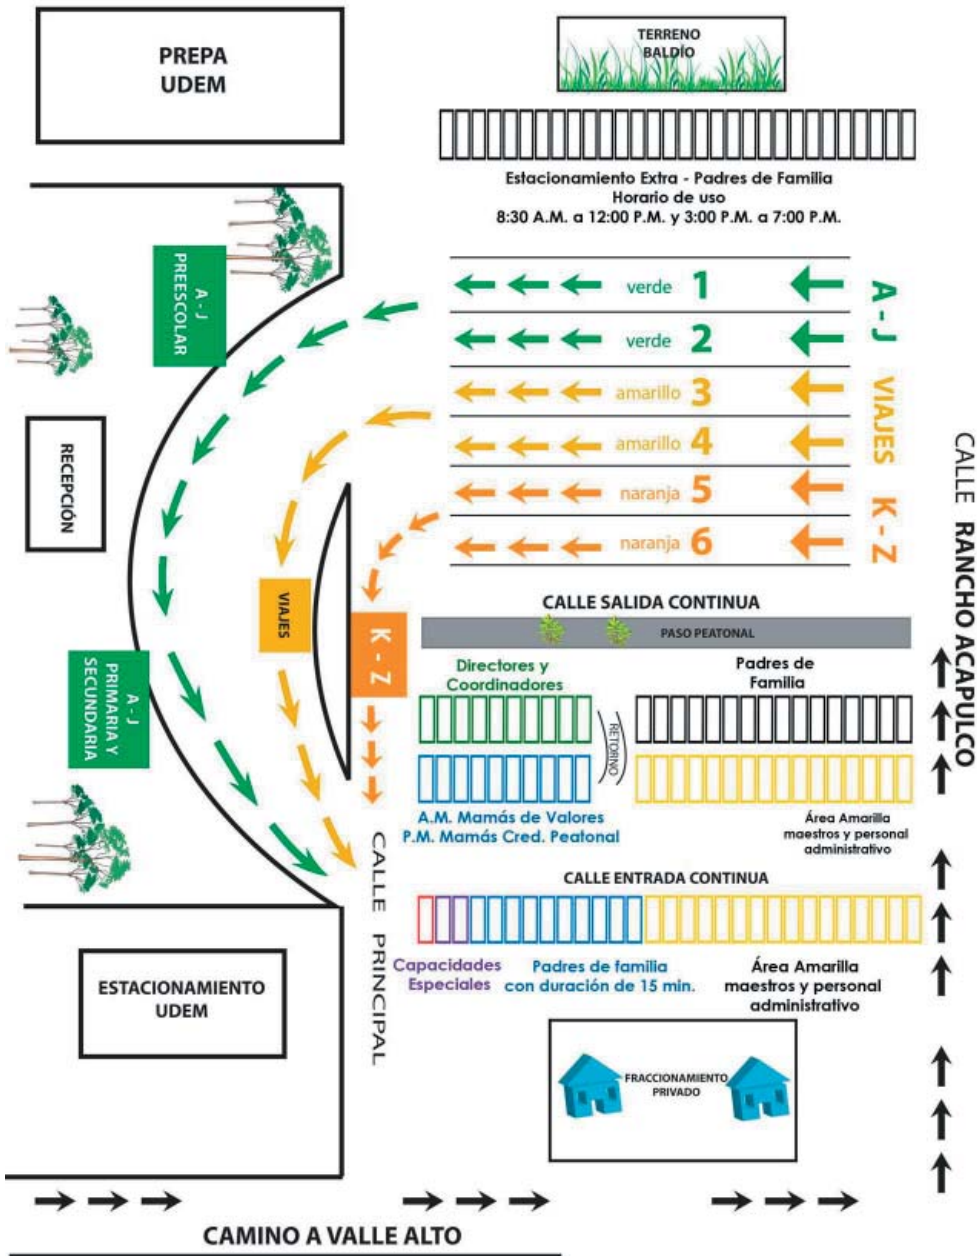 PREPA
UDEM
TERRENO
BALDÍO
Estacionamiento Extra - Padres de Familia
Horario de uso
8:30 A.M. a 12:00 P.M. y 3:00 P.M. a 7:00 P.M.
A - J
PREESCOLAR
verde 1
verde 2
A - J
amarillo 3
amarillo 4
VIAJES
naranja 5
naranja 6
K - Z
RECEPCIÓN
VIAJES
K - Z
A - J
PRIMARIA Y
SECUNDARIA
CALLE RANCHO ACAPULCO
CALLE SALIDA CONTINUA
PASO PEATONAL
Directores y
Coordinadores
Padres de
Familia
RETORNO
A.M. Mamás de Valores
P.M. Mamás Cred. Peatonal
Área Amarilla
maestros y personal
administrativo
CALLE PRINCIPAL
CALLE ENTRADA CONTINUA
Capacidades
Especiales
Padres de familia
con duración de 15 min.
Área Amarilla
maestros y personal
administrativo
ESTACIONAMIENTO
UDEM
FRACCIONAMIENTO
PRIVADO
CAMINO A VALLE ALTO